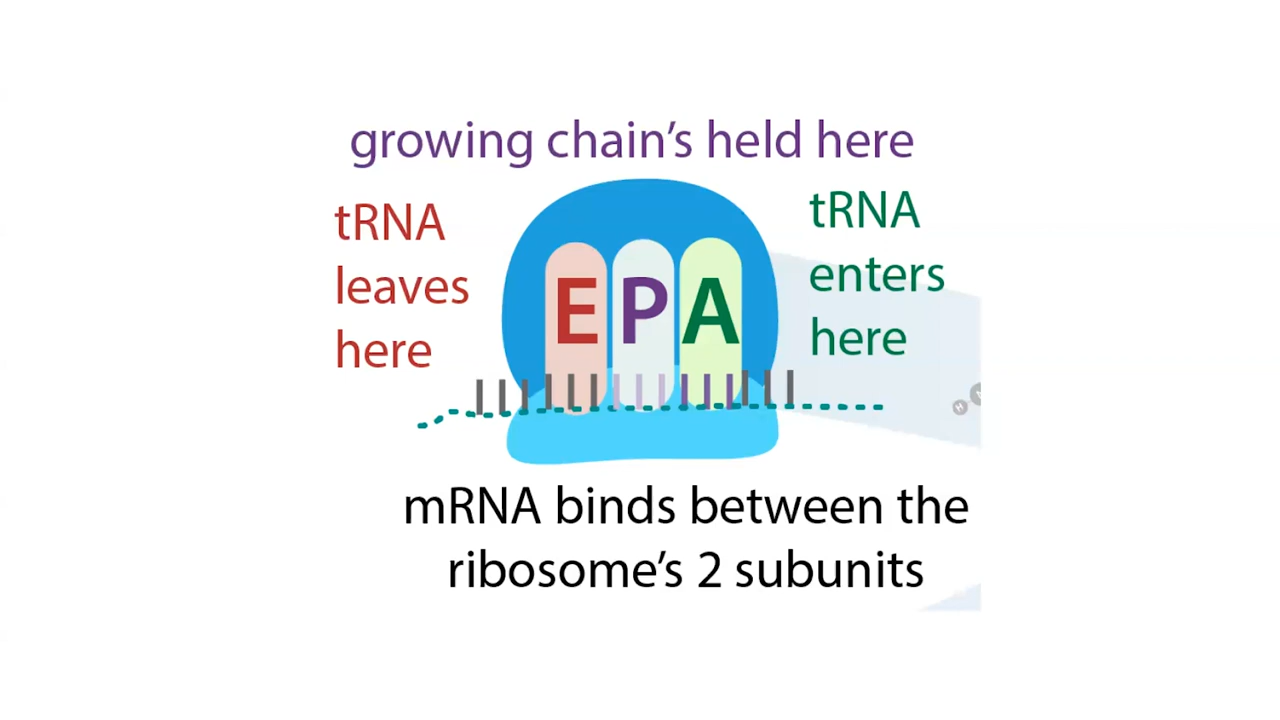 growing chain's held here
tRNA
leaves
here
E P A
tRNA
enters
here
mRNA binds between the
ribosome's 2 subunits
H